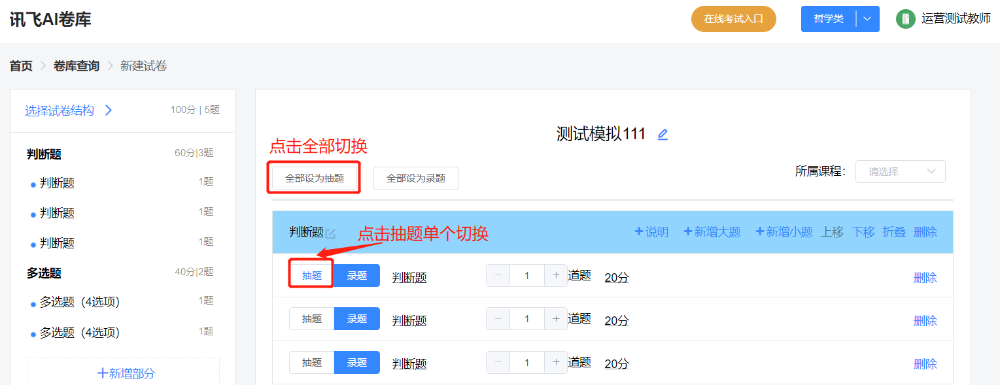 讯飞AI卷库
在线考试入口
哲学类
运营测试教师
首页 > 卷库查询 > 新建试卷
选择试卷结构 >
100分 | 5题
判断题
60分|3题
判断题
1题
判断题
1题
判断题
1题
多选题
40分|2题
多选题（4选项）
1题
多选题（4选项）
1题
+新增部分
测试模拟111
点击全部切换
全部设为抽题
全部设为录题
所属课程：
请选择
判断题
点击抽题单个切换
+说明 +新增大题 +新增小题 上移 下移 折叠 删除
抽题 录题 判断题 − 1 + 道题 20分 删除
抽题 录题 判断题 − 1 + 道题 20分 删除
抽题 录题 判断题 − 1 + 道题 20分 删除